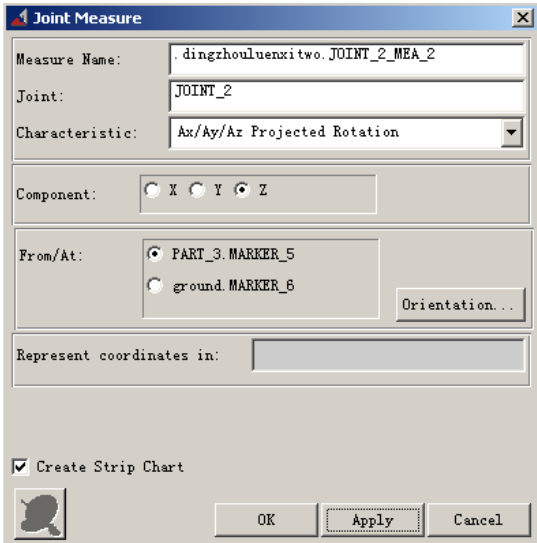 Joint Measure
Measure Name: .dingzhouluenxitwo.JOINT_2_MEA_2
Joint: JOINT_2
Characteristic: Ax/Ay/Az Projected Rotation
Component: X Y Z
From/At: PART_3.MARKER_5
ground.MARKER_6
Orientation...
Represent coordinates in:
Create Strip Chart
OK Apply Cancel